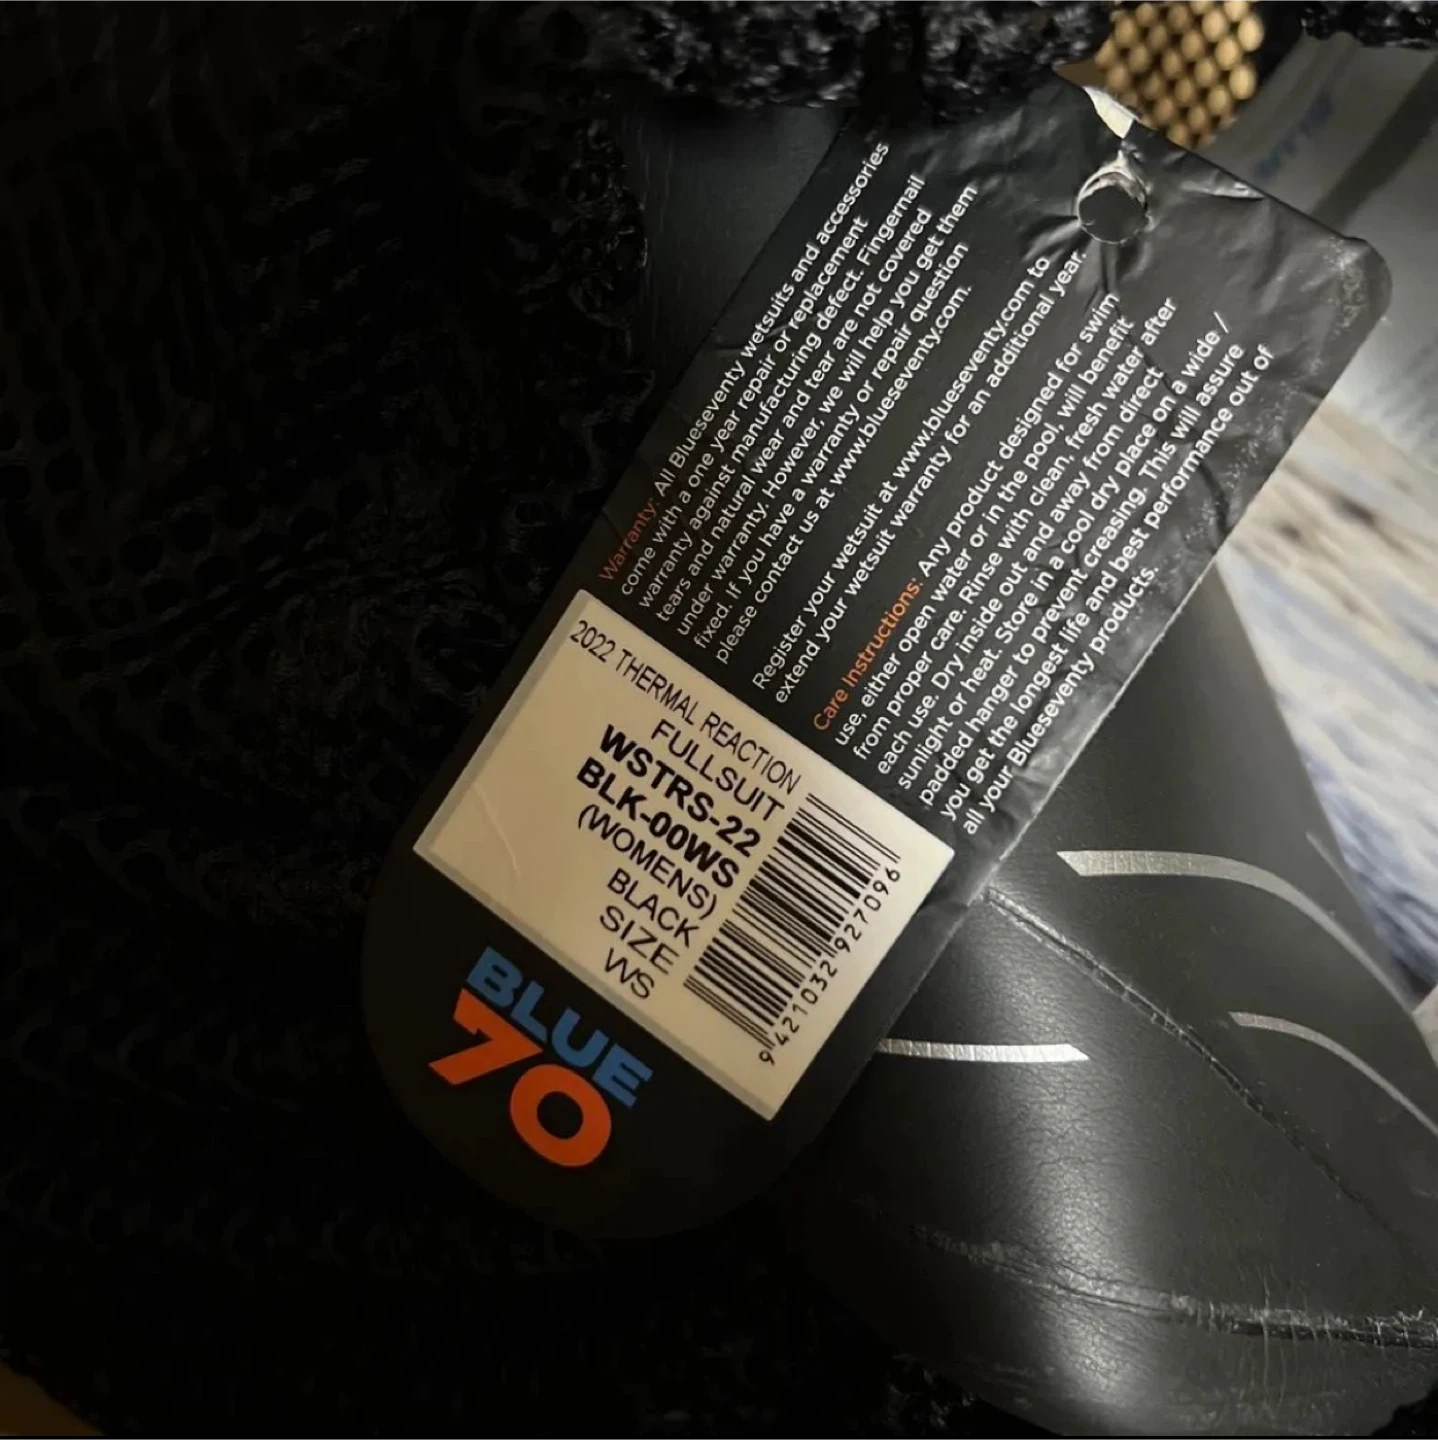 Warranty: All Blueseventy wetsuits and accessories
come with a one year repair or replacement
warranty against manufacturing defect. Fingernail
tears and natural wear and tear are not covered
under warranty. However, we will help you get them
fixed. If you have a warranty or repair question
please contact us at www.blueseventy.com.
Register your wetsuit at www.blueseventy.com to
extend your wetsuit warranty for an additional year.
Care Instructions: Any product designed for swim
use, either open water or in the pool, will benefit
from proper care. Rinse with clean, fresh water after
each use. Dry inside out and away from direct
sunlight or heat. Store in a cool dry place on a wide /
padded hanger to prevent creasing. This will assure
you get the longest life and best performance out of
all your Blueseventy products.
2022 THERMAL REACTION
FULLSUIT
WSTRS-22
BLK-00WS
(WOMENS)
BLACK
SIZE
WS
9 421032 927096
BLUE
70